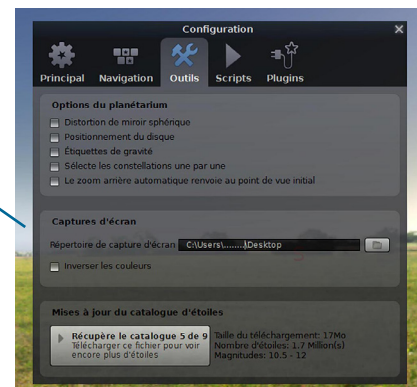 Configuration
Principal Navigation Outils Scripts Plugins
Options du planétarium
Distortion de miroir sphérique
Positionnement du disque
Étiquettes de gravité
Sélecte les constellations une par une
Le zoom arrière automatique renvoie au point de vue initial
Captures d'écran
Répertoire de capture d'écran C:\Users\........\Desktop
Inverser les couleurs
Mises à jour du catalogue d'étoiles
Récupère le catalogue 5 de 9
Télécharger ce fichier pour voir
encore plus d'étoiles
Taille du téléchargement: 17Mo
Nombre d'étoiles: 1.7 Million(s)
Magnitudes: 10.5 - 12